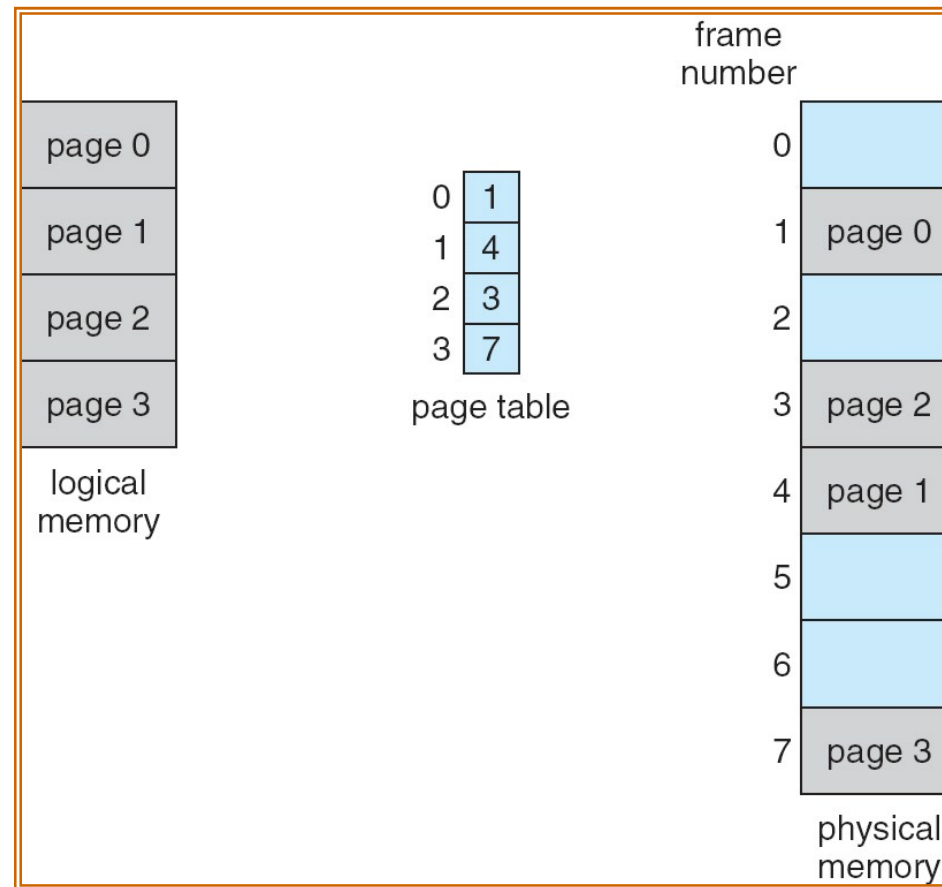 frame
number
page 0
page 1
page 2
page 3
logical
memory
0 1
1 4
2 3
3 7
page table
0
1 page 0
2
3 page 2
4 page 1
5
6
7 page 3
physical
memory